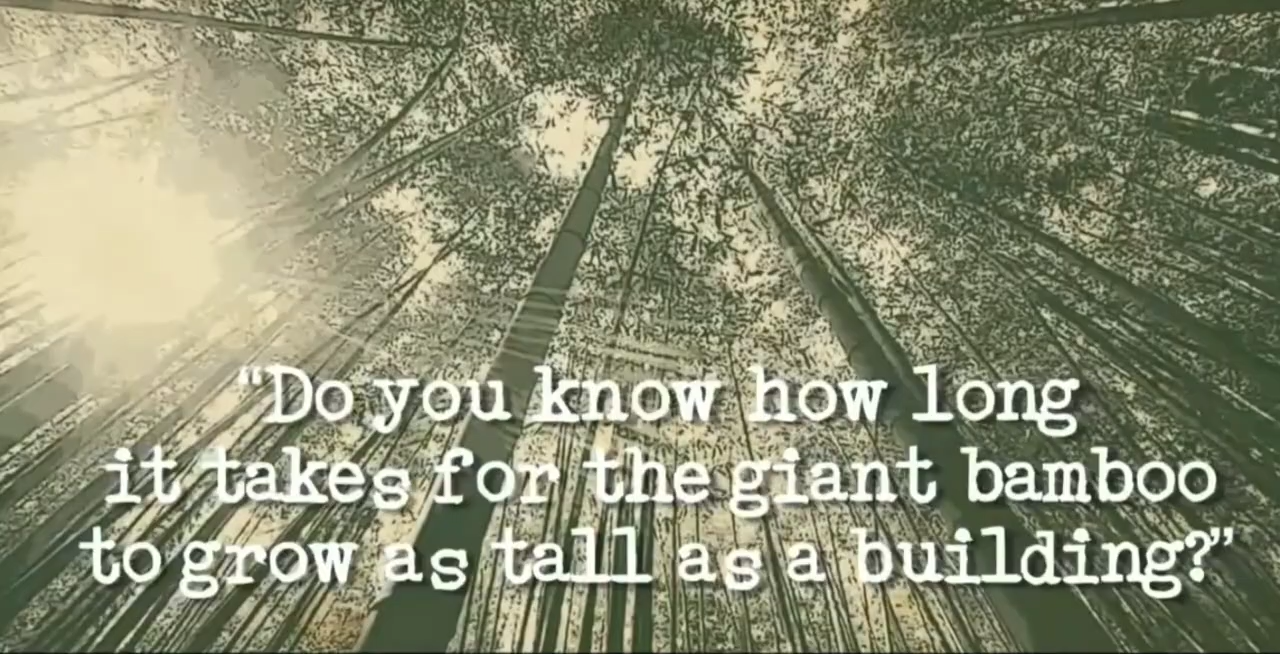 “Do you know how long
it takes for the giant bamboo
to grow as tall as a building?”